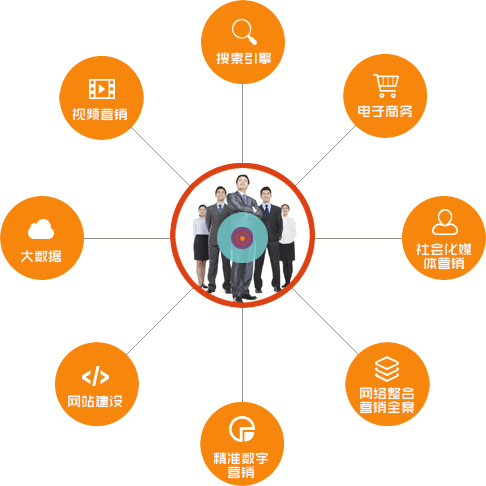 搜索引擎
电子商务
社会化媒
体营销
网络整合
营销全案
精准数字
营销
网站建设
大数据
视频营销